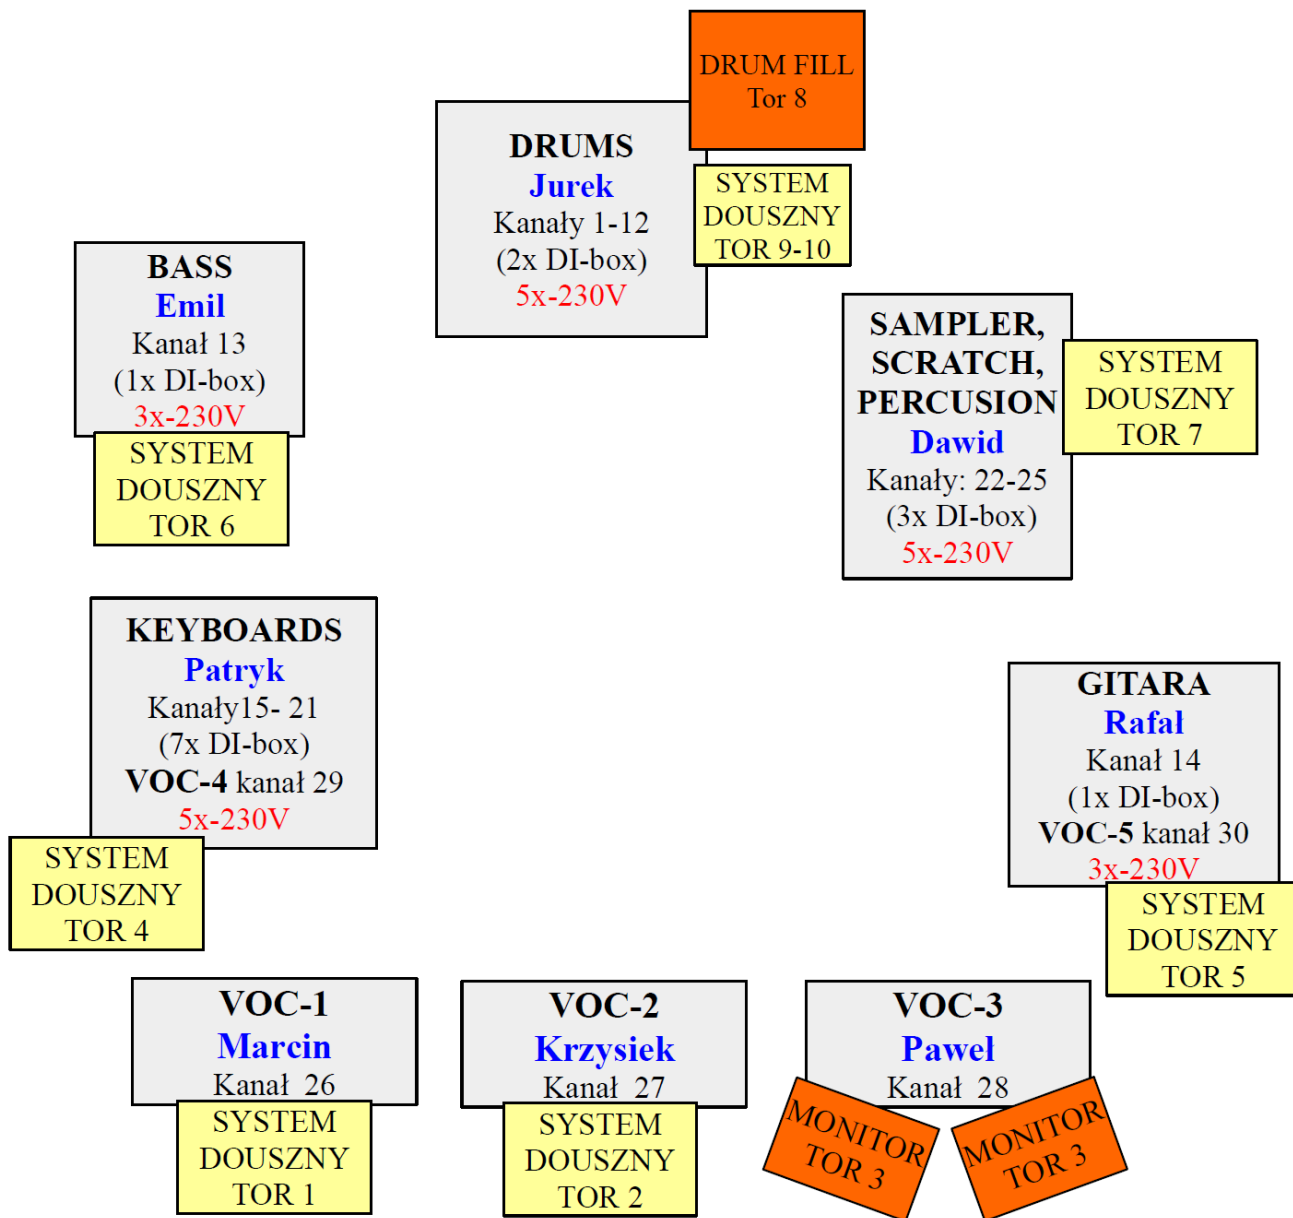 DRUM FILL
Tor 8
DRUMS
Jurek
Kanały 1-12
(2x DI-box)
5x-230V
SYSTEM
DOUSZNY
TOR 9-10
BASS
Emil
Kanał 13
(1x DI-box)
3x-230V
SYSTEM
DOUSZNY
TOR 6
SAMPLER,
SCRATCH,
PERCUSION
Dawid
Kanały: 22-25
(3x DI-box)
5x-230V
SYSTEM
DOUSZNY
TOR 7
KEYBOARDS
Patryk
Kanały15- 21
(7x DI-box)
VOC-4 kanał 29
5x-230V
SYSTEM
DOUSZNY
TOR 4
GITARA
Rafał
Kanał 14
(1x DI-box)
VOC-5 kanał 30
3x-230V
SYSTEM
DOUSZNY
TOR 5
VOC-1
Marcin
Kanał 26
SYSTEM
DOUSZNY
TOR 1
VOC-2
Krzysiek
Kanał 27
SYSTEM
DOUSZNY
TOR 2
VOC-3
Paweł
Kanał 28
MONITOR
TOR 3
MONITOR
TOR 3